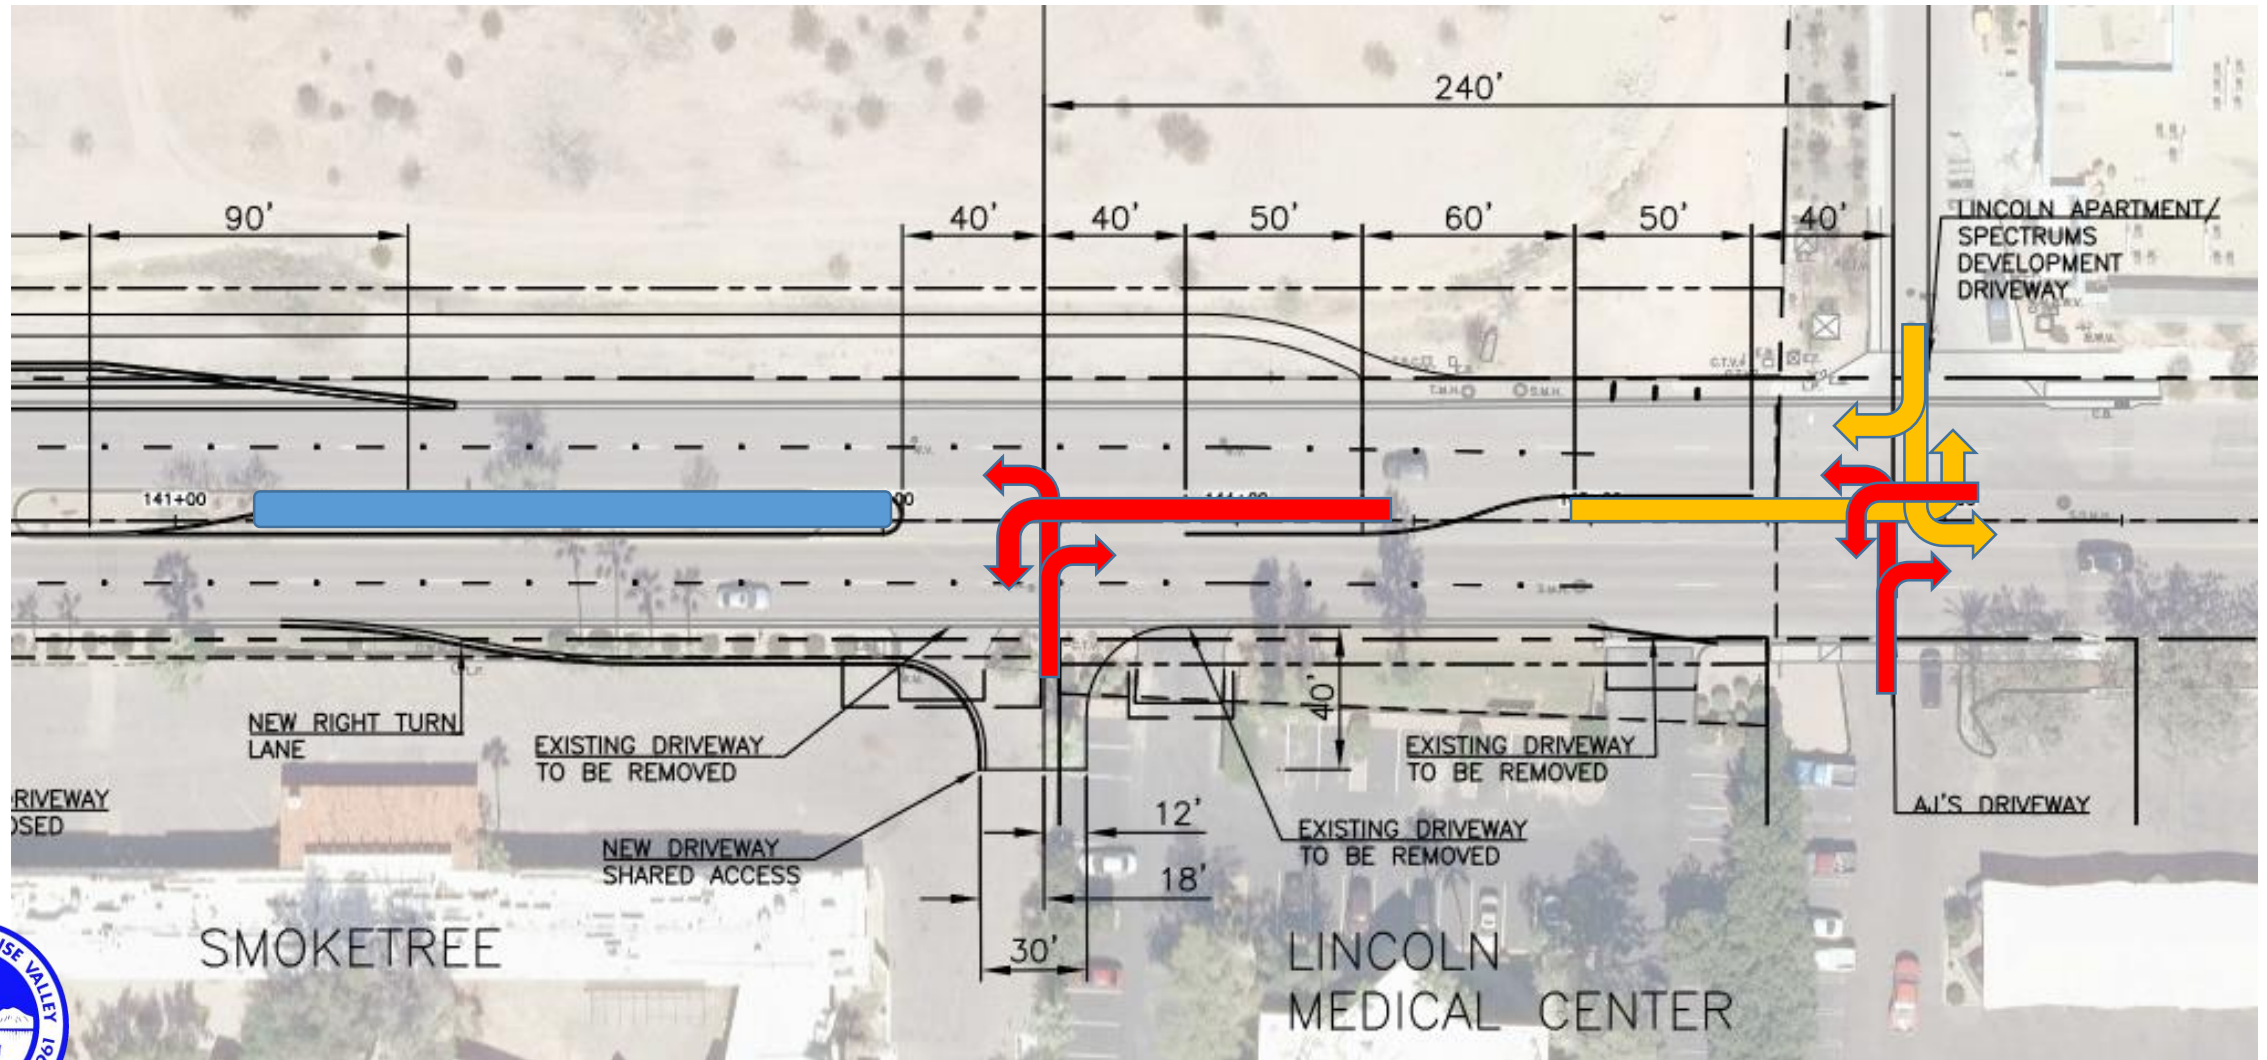 240'
90'
40'
40'
50'
60'
50'
40'
LINCOLN APARTMENT/
SPECTRUMS
DEVELOPMENT
DRIVEWAY
141+00
NEW RIGHT TURN
LANE
EXISTING DRIVEWAY
TO BE REMOVED
40'
EXISTING DRIVEWAY
TO BE REMOVED
AJ'S DRIVEWAY
12'
EXISTING DRIVEWAY
TO BE REMOVED
NEW DRIVEWAY
SHARED ACCESS
18'
30'
SMOKETREE
LINCOLN
MEDICAL CENTER
VALLEY